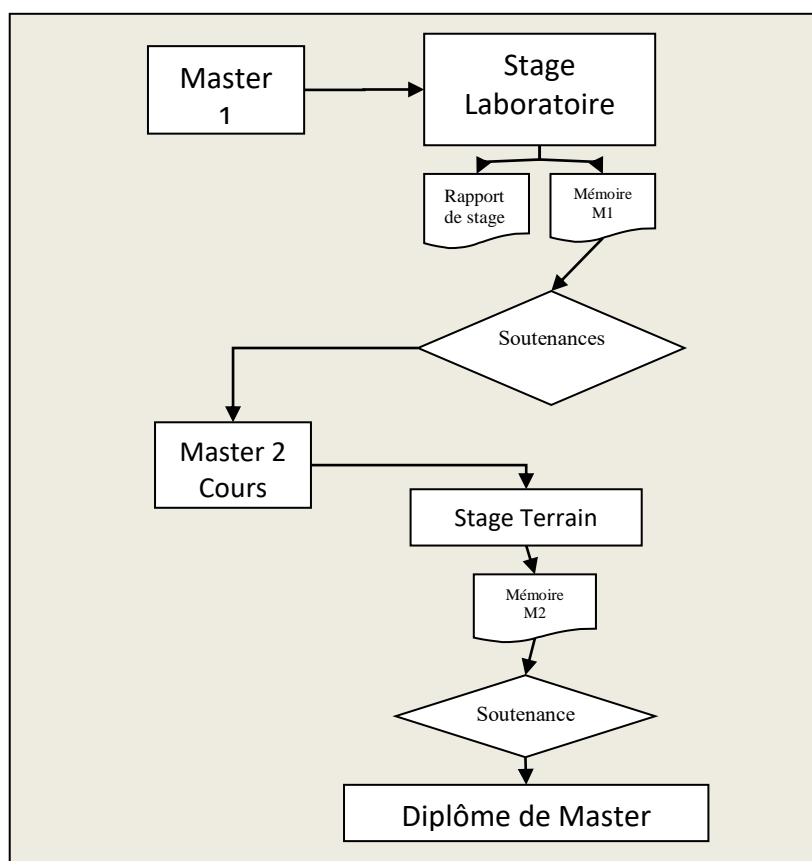 Master
1
Stage
Laboratoire
Rapport
de stage
Mémoire
M1
Soutenances
Master 2
Cours
Stage Terrain
Mémoire
M2
Soutenance
Diplôme de Master